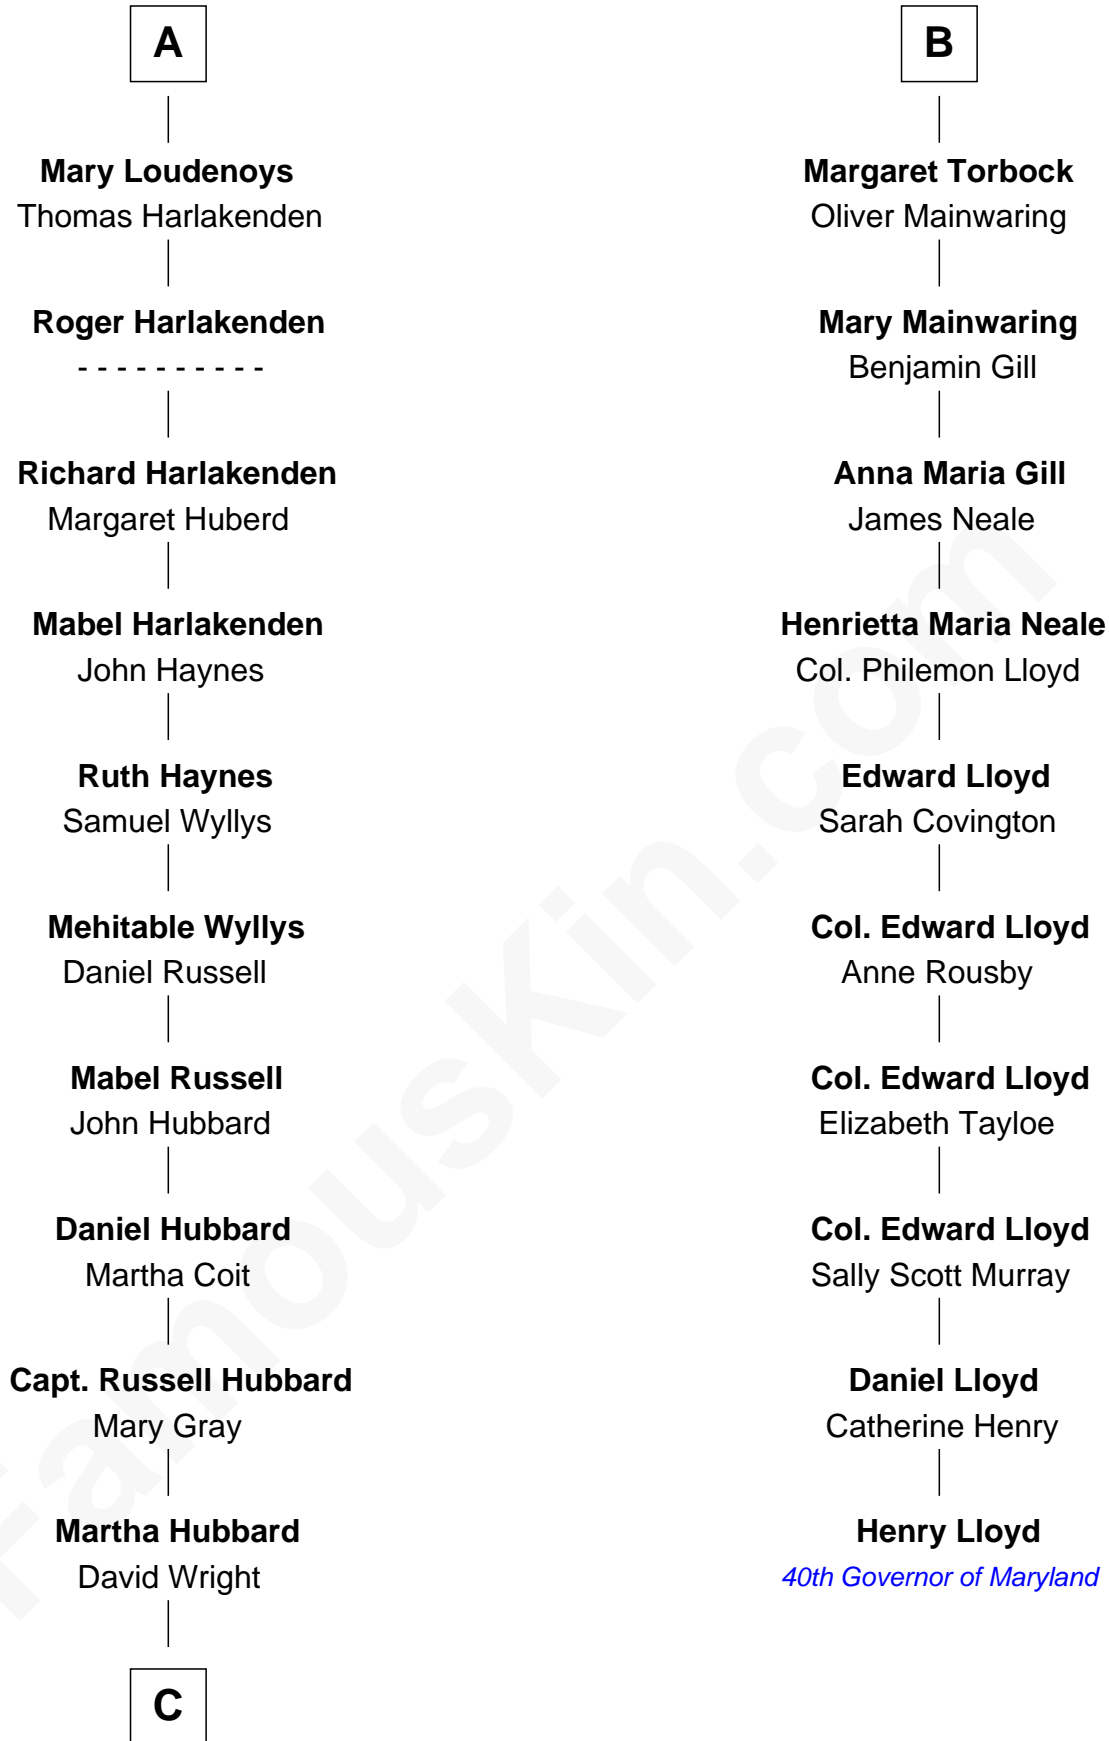 A
Mary Loudenoys
Thomas Harlakenden
Roger Harlakenden
- - - - - - - - - -
Richard Harlakenden
Margaret Huberd
Mabel Harlakenden
John Haynes
Ruth Haynes
Samuel Wyllys
Mehitable Wyllys
Daniel Russell
Mabel Russell
John Hubbard
Daniel Hubbard
Martha Coit
Capt. Russell Hubbard
Mary Gray
Martha Hubbard
David Wright
C
B
Margaret Torbock
Oliver Mainwaring
Mary Mainwaring
Benjamin Gill
Anna Maria Gill
James Neale
Henrietta Maria Neale
Col. Philemon Lloyd
Edward Lloyd
Sarah Covington
Col. Edward Lloyd
Anne Rousby
Col. Edward Lloyd
Elizabeth Tayloe
Col. Edward Lloyd
Sally Scott Murray
Daniel Lloyd
Catherine Henry
Henry Lloyd
40th Governor of Maryland
FamousKin.com